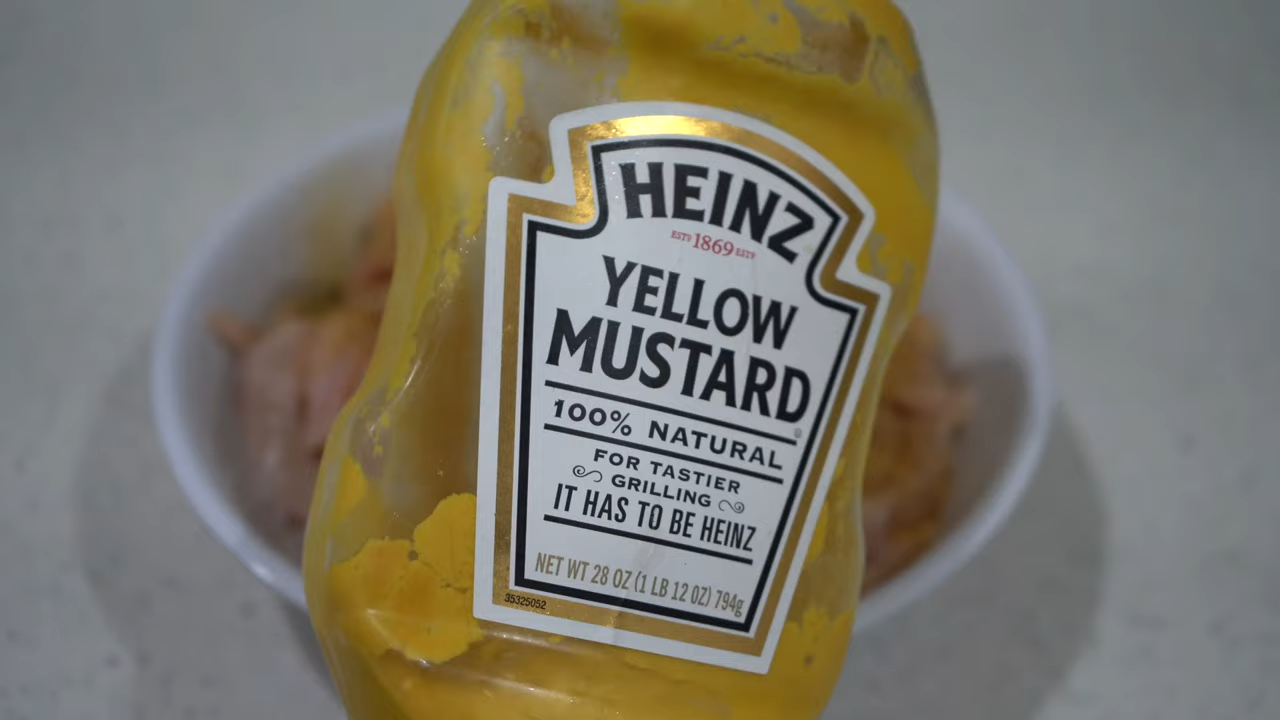 HEINZ
ESTD 1869 ESTD
YELLOW
MUSTARD
100% NATURAL
FOR TASTIER
GRILLING
IT HAS TO BE HEINZ
NET WT 28 OZ (1 LB 12 OZ) 794g
35325052